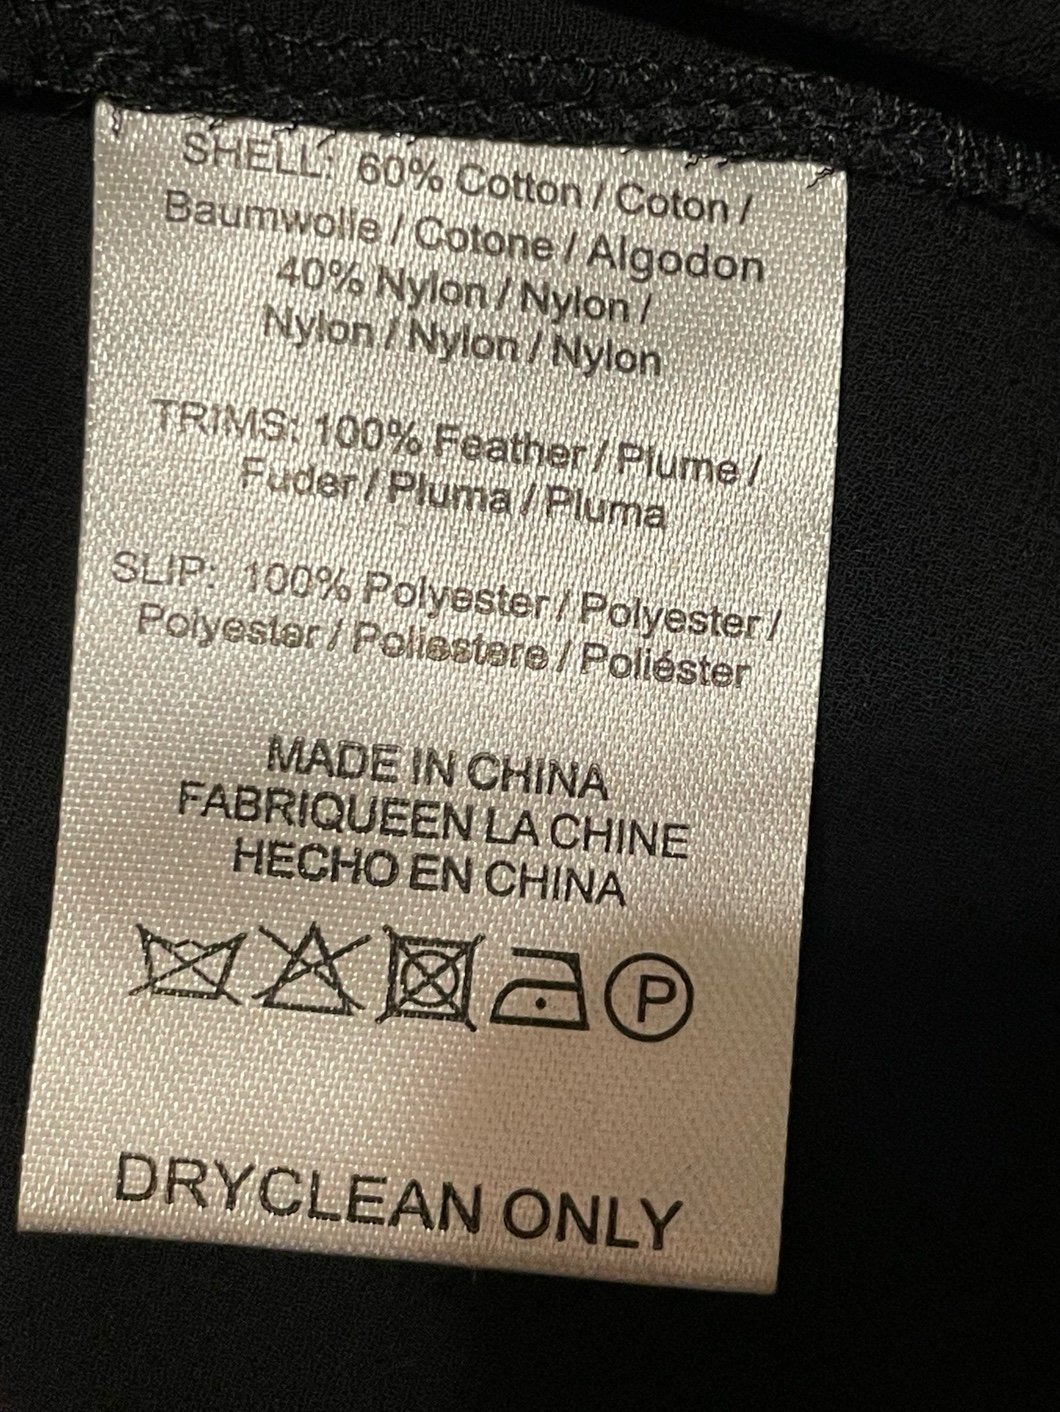 SHELL: 60% Cotton / Coton /
Baumwolle / Cotone / Algodon
40% Nylon / Nylon /
Nylon / Nylon / Nylon
TRIMS: 100% Feather / Plume /
Fuder / Pluma / Pluma
SLIP: 100% Polyester / Polyester /
Polyester / Poliestere / Poliéster
MADE IN CHINA
FABRIQUEEN LA CHINE
HECHO EN CHINA
P
DRYCLEAN ONLY